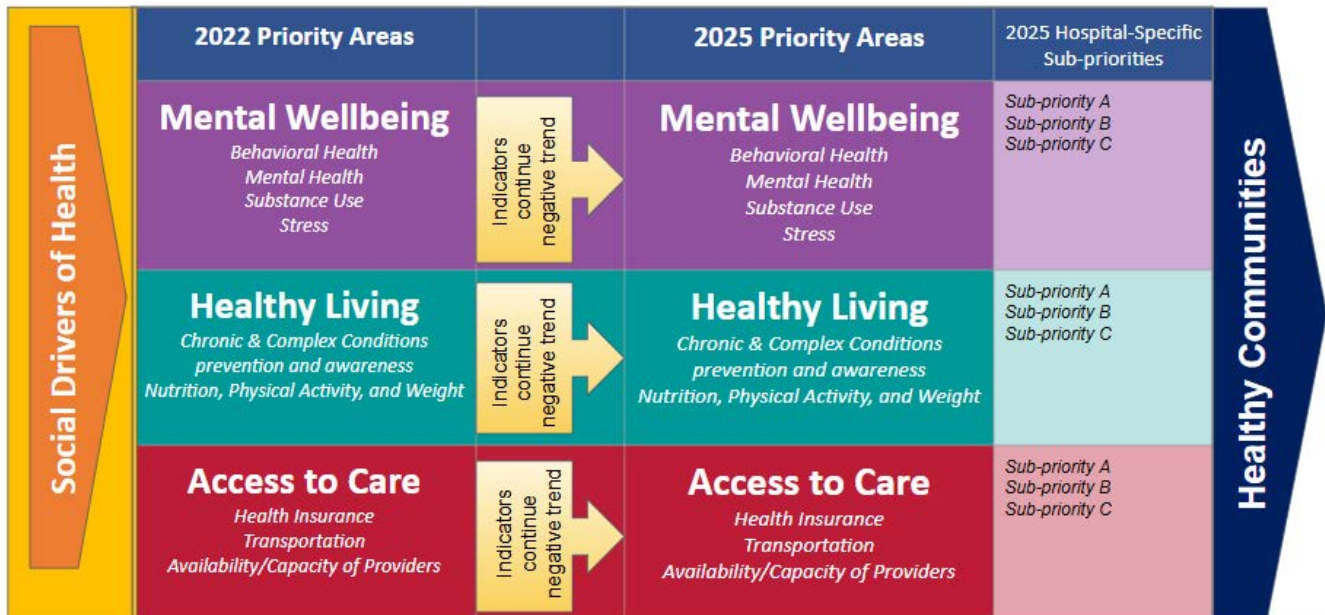 Social Drivers of Health
2022 Priority Areas
2025 Priority Areas
2025 Hospital-Specific
Sub-priorities
Mental Wellbeing
Behavioral Health
Mental Health
Substance Use
Stress
Indicators
continue
negative trend
Mental Wellbeing
Behavioral Health
Mental Health
Substance Use
Stress
Sub-priority A
Sub-priority B
Sub-priority C
Healthy Living
Chronic & Complex Conditions
prevention and awareness
Nutrition, Physical Activity, and Weight
Indicators
continue
negative trend
Healthy Living
Chronic & Complex Conditions
prevention and awareness
Nutrition, Physical Activity, and Weight
Sub-priority A
Sub-priority B
Sub-priority C
Access to Care
Health Insurance
Transportation
Availability/Capacity of Providers
Indicators
continue
negative trend
Access to Care
Health Insurance
Transportation
Availability/Capacity of Providers
Sub-priority A
Sub-priority B
Sub-priority C
Healthy Communities